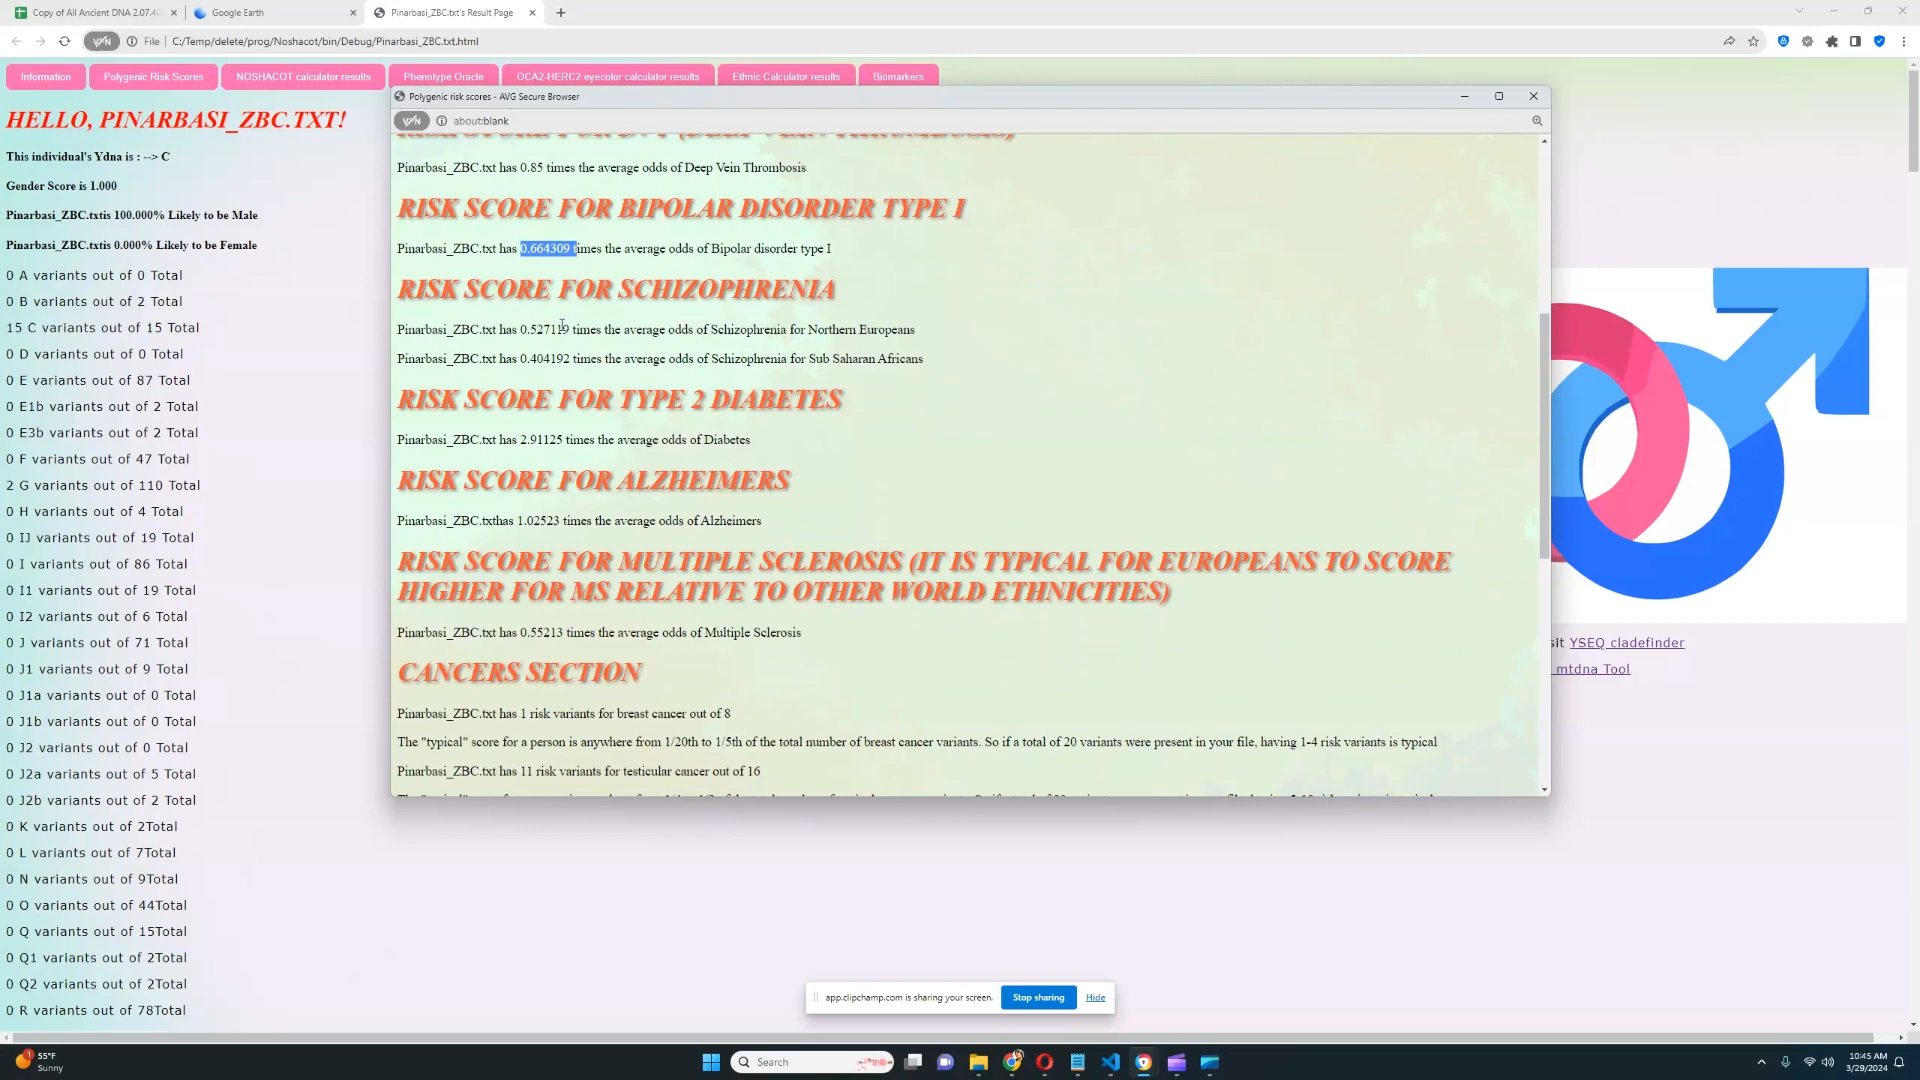 Copy of All Ancient DNA 2.07.40
Google Earth
Pinarbasi_ZBC.txt's Result Page
VPN
File
C:/Temp/delete/prog/Noshacot/bin/Debug/Pinarbasi_ZBC.txt.html
Information
Polygenic Risk Scores
NOSHACOT calculator results
Phenotype Oracle
OCA2-HERC2 eyecolor calculator results
Ethnic Calculator results
Biomarkers
HELLO, PINARBASI_ZBC.TXT!
This individual's Ydna is : --> C
Gender Score is 1.000
Pinarbasi_ZBC.txtis 100.000% Likely to be Male
Pinarbasi_ZBC.txtis 0.000% Likely to be Female
0 A variants out of 0 Total
0 B variants out of 2 Total
15 C variants out of 15 Total
0 D variants out of 0 Total
0 E variants out of 87 Total
0 E1b variants out of 2 Total
0 E3b variants out of 2 Total
0 F variants out of 47 Total
2 G variants out of 110 Total
0 H variants out of 4 Total
0 IJ variants out of 19 Total
0 I variants out of 86 Total
0 I1 variants out of 19 Total
0 I2 variants out of 6 Total
0 J variants out of 71 Total
0 J1 variants out of 9 Total
0 J1a variants out of 0 Total
0 J1b variants out of 0 Total
0 J2 variants out of 0 Total
0 J2a variants out of 5 Total
0 J2b variants out of 2 Total
0 K variants out of 2Total
0 L variants out of 7Total
0 N variants out of 9Total
0 O variants out of 44Total
0 Q variants out of 15Total
0 Q1 variants out of 2Total
0 Q2 variants out of 2Total
0 R variants out of 78Total
Polygenic risk scores - AVG Secure Browser
VPN
about:blank
RISK SCORE FOR DVT (DEEP VEIN THROMBOSIS)
Pinarbasi_ZBC.txt has 0.85 times the average odds of Deep Vein Thrombosis
RISK SCORE FOR BIPOLAR DISORDER TYPE I
Pinarbasi_ZBC.txt has 0.664309 times the average odds of Bipolar disorder type I
RISK SCORE FOR SCHIZOPHRENIA
Pinarbasi_ZBC.txt has 0.527119 times the average odds of Schizophrenia for Northern Europeans
Pinarbasi_ZBC.txt has 0.404192 times the average odds of Schizophrenia for Sub Saharan Africans
RISK SCORE FOR TYPE 2 DIABETES
Pinarbasi_ZBC.txt has 2.91125 times the average odds of Diabetes
RISK SCORE FOR ALZHEIMERS
Pinarbasi_ZBC.txthas 1.02523 times the average odds of Alzheimers
RISK SCORE FOR MULTIPLE SCLEROSIS (IT IS TYPICAL FOR EUROPEANS TO SCORE
HIGHER FOR MS RELATIVE TO OTHER WORLD ETHNICITIES)
Pinarbasi_ZBC.txt has 0.55213 times the average odds of Multiple Sclerosis
CANCERS SECTION
Pinarbasi_ZBC.txt has 1 risk variants for breast cancer out of 8
The "typical" score for a person is anywhere from 1/20th to 1/5th of the total number of breast cancer variants. So if a total of 20 variants were present in your file, having 1-4 risk variants is typical
Pinarbasi_ZBC.txt has 11 risk variants for testicular cancer out of 16
sit YSEQ cladefinder
mtdna Tool
app.clipchamp.com is sharing your screen.
Stop sharing
Hide
1
55°F
Sunny
Search
10:45 AM
3/29/2024